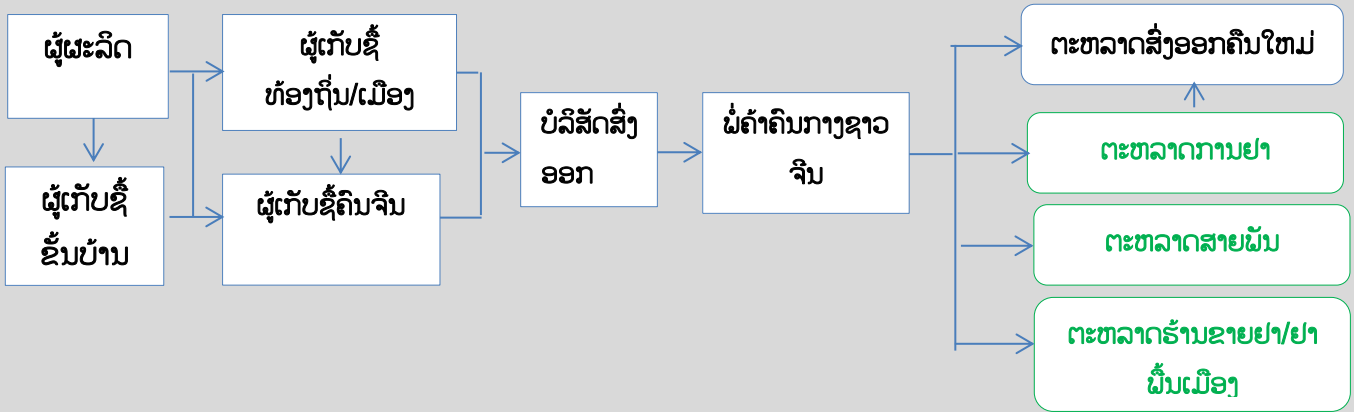 ຜູ້ຜະລິດ
ຜູ້ເກັບຊື້
ຂັ້ນບ້ານ
ຜູ້ເກັບຊື້
ທ້ອງຖິ່ນ/ເມືອງ
ຜູ້ເກັບຊື້ຄົນຈີນ
ບໍລິສັດສົ່ງ
ອອກ
ພໍ່ຄ້າຄົນກາງຊາວ
ຈີນ
ຕະຫລາດສົ່ງອອກຄືນໃຫມ່
ຕະຫລາດການຢາ
ຕະຫລາດສາຍພັນ
ຕະຫລາດຮ້ານຂາຍຢາ/ຢາ
ພື້ນເມືອງ